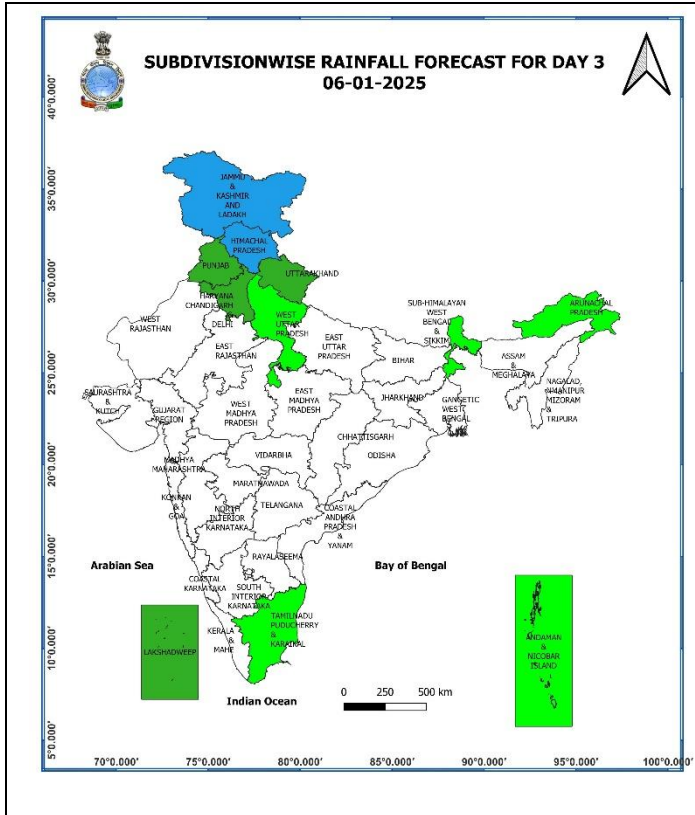 SUBDIVISIONWISE RAINFALL FORECAST FOR DAY 3
06-01-2025
40°0.000'
35°0.000'
30°0.000'
25°0.000'
20°0.000'
15°0.000'
10°0.000'
5°0.000'
JAMMU
&
KASHMIR
AND
LADAKH
HIMACHAL
PRADESH
PUNJAB
UTTARAKHAND
HARYANA
CHANDIGARH
DELHI
WEST
RAJASTHAN
WEST
UTTAR
PRADESH
EAST
RAJASTHAN
EAST
UTTAR
PRADESH
SUB-HIMALAYAN
WEST
BENGAL
&
SIKKIM
ARUNACHAL
PRADESH
BIHAR
ASSAM
&
MEGHALAYA
NAGALAD,
MANIPUR
MIZORAM
&
TRIPURA
SAURASHTRA
&
KUTCH
GUJARAT
REGION
WEST
MADHYA
PRADESH
EAST
MADHYA
PRADESH
JHARKHAND
GANGETIC
WEST
BENGAL
CHHATTISGARH
ODISHA
VIDARBHA
MADHYA
MAHARASHTRA
MARATHWADA
KONKAN
&
GOA
NORTH
INTERIOR
KARNATAKA
TELANGANA
COASTAL
ANDHRA
PRADESH
&
YANAM
RAYALASEEMA
Arabian Sea
Bay of Bengal
COASTAL
KARNATAKA
SOUTH
INTERIOR
KARNATAKA
TAMILNADU
PUDUCHERRY
&
KARAIKAL
KERALA
&
MAHE
LAKSHADWEEP
ANDAMAN
&
NICOBAR
ISLAND
Indian Ocean
0 250 500 km
70°0.000' 75°0.000' 80°0.000' 85°0.000' 90°0.000' 95°0.000' 100°0.000'